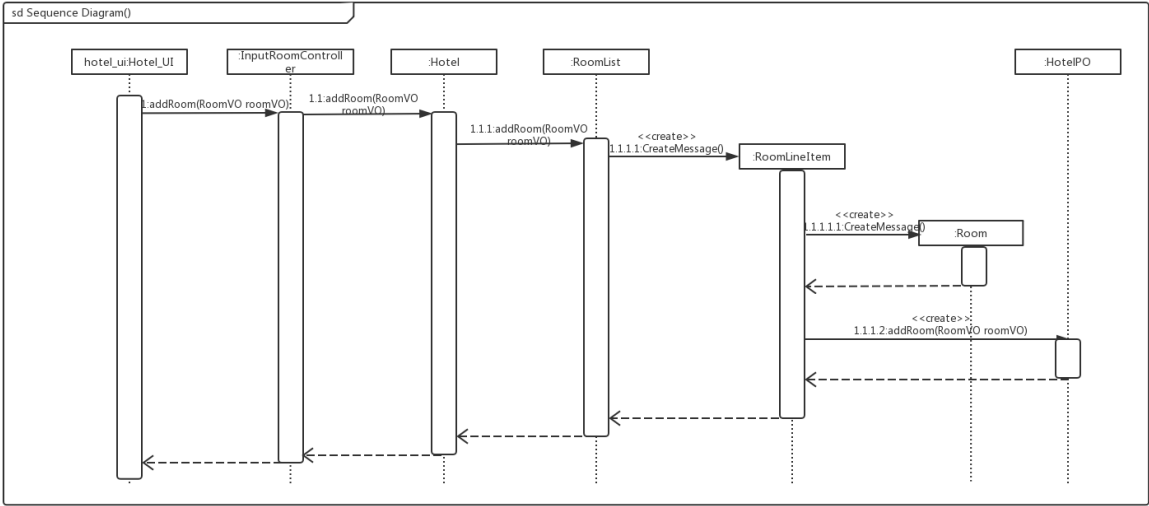 sd Sequence Diagram()
hotel_ui:Hotel_UI
:InputRoomControll
er
:Hotel
:RoomList
:HotelPO
1:addRoom(RoomVO roomVO)
1.1:addRoom(RoomVO
roomVO)
1.1.1:addRoom(RoomVO
roomVO)
<<create>>
1.1.1.1:CreateMessage()
:RoomLineItem
<<create>>
1.1.1.1.1:CreateMessage()
:Room
<<create>>
1.1.1.2:addRoom(RoomVO roomVO)